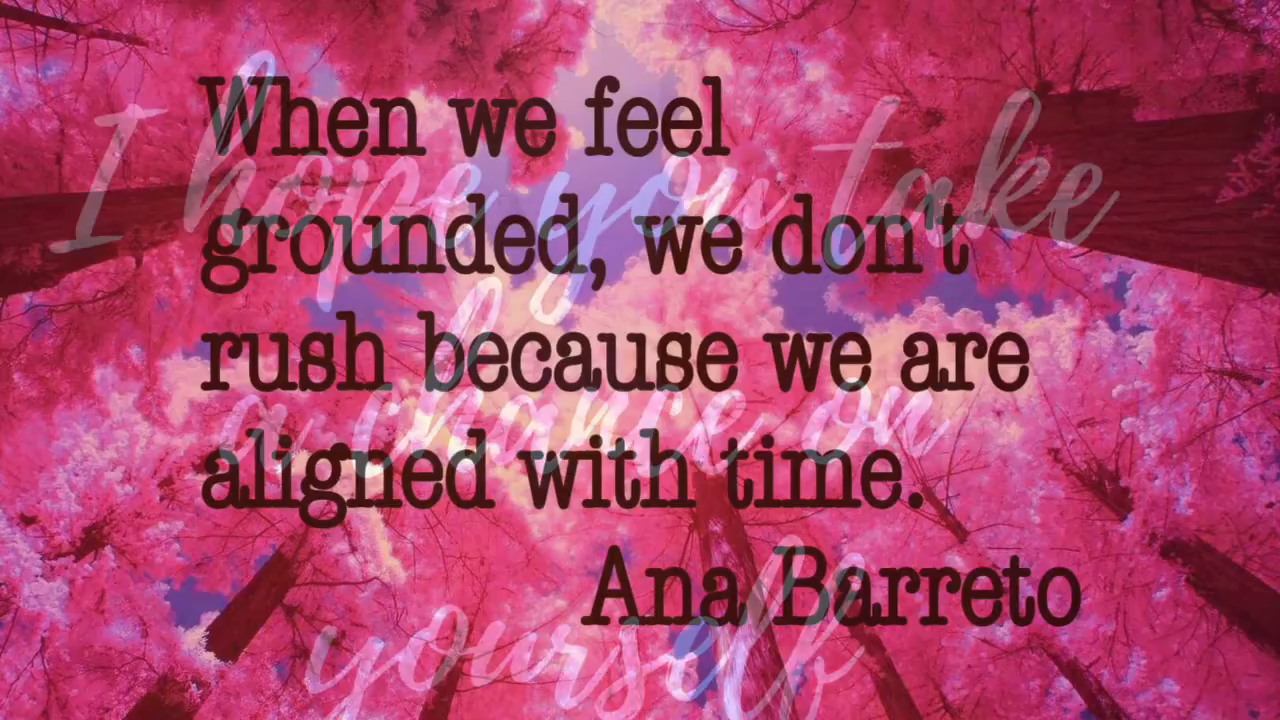 When we feel
grounded, we don't
rush because we are
aligned with time.
Ana Barreto
I hope you take
a chance on
yourself